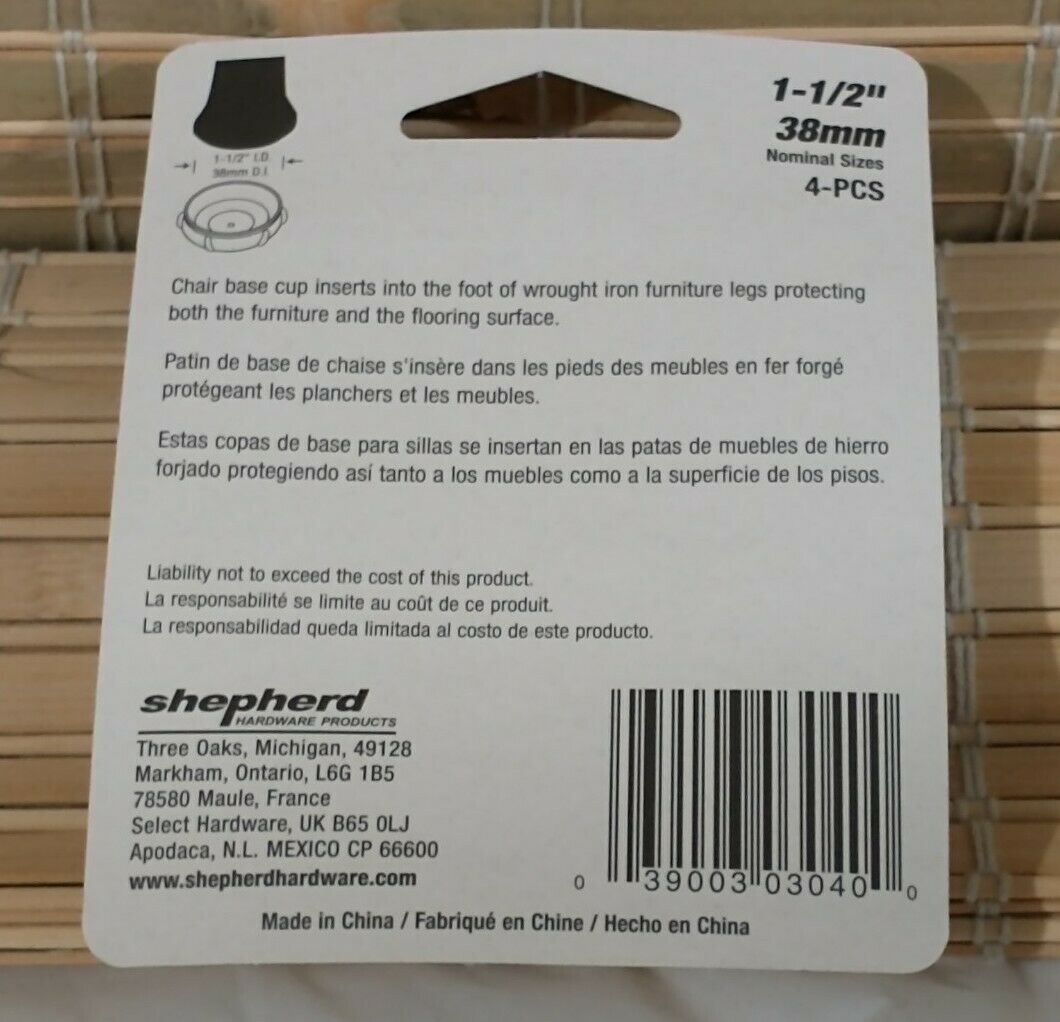 1-1/2"
38mm
Nominal Sizes
4-PCS
1-1/2" I.D.
38mm D.I.
Chair base cup inserts into the foot of wrought iron furniture legs protecting
both the furniture and the flooring surface.
Patin de base de chaise s'insère dans les pieds des meubles en fer forgé
protégeant les planchers et les meubles.
Estas copas de base para sillas se insertan en las patas de muebles de hierro
forjado protegiendo así tanto a los muebles como a la superficie de los pisos.
Liability not to exceed the cost of this product.
La responsabilité se limite au coût de ce produit.
La responsabilidad queda limitada al costo de este producto.
shepherd
HARDWARE PRODUCTS
Three Oaks, Michigan, 49128
Markham, Ontario, L6G 1B5
78580 Maule, France
Select Hardware, UK B65 0LJ
Apodaca, N.L. MEXICO CP 66600
www.shepherdhardware.com
0 39003 03040 0
Made in China / Fabriqué en Chine / Hecho en China